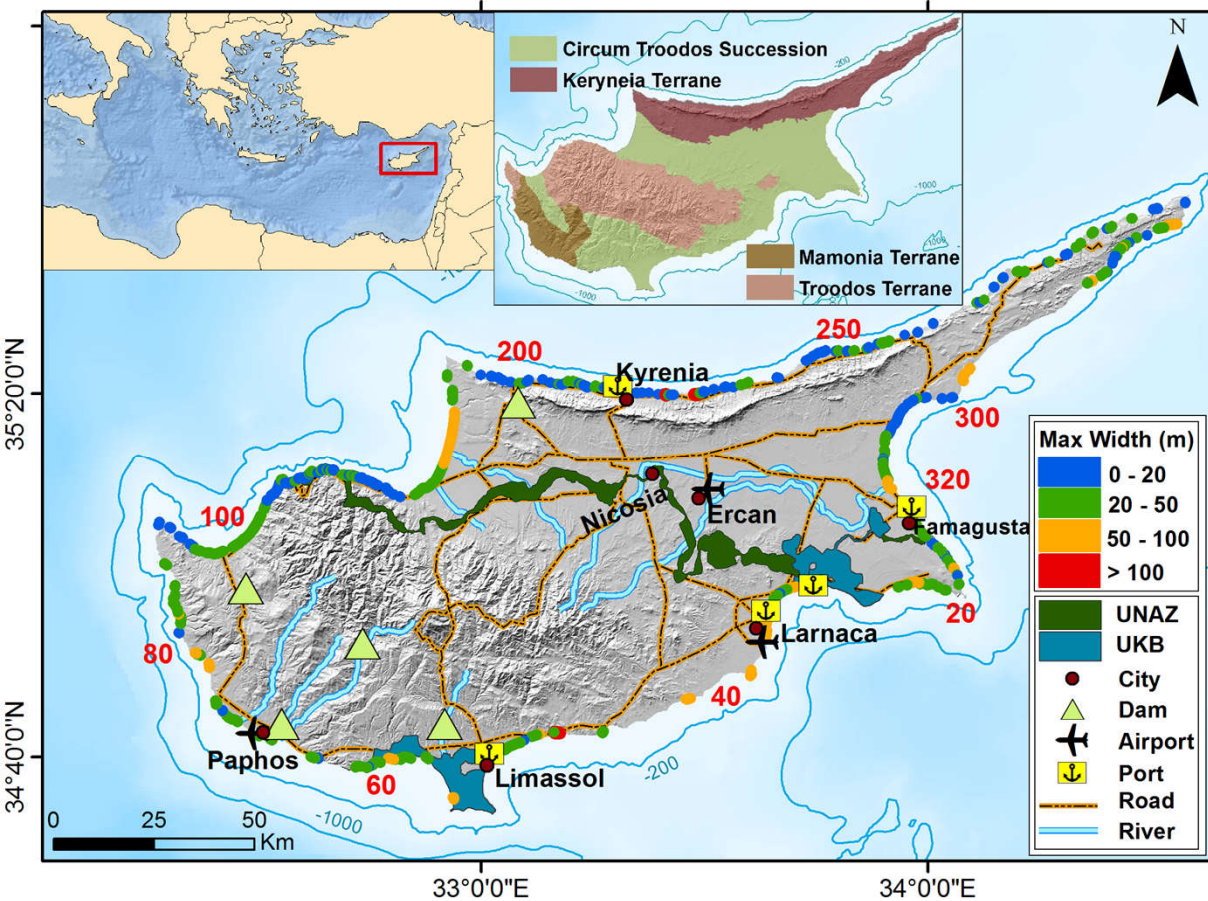 N
Circum Troodos Succession
Keryneia Terrane
-200
-1000
-1000
Mamonia Terrane
Troodos Terrane
-1000
200
250
Kyrenia
300
35°20'0"N
Max Width (m)
0 - 20
20 - 50
50 - 100
> 100
320
Nicosia
Ercan
Famagusta
100
20
UNAZ
UKB
City
Dam
Airport
Port
Road
River
Larnaca
80
40
Paphos
60
Limassol
-200
34°40'0"N
-1000
0 25 50
Km
33°0'0"E
34°0'0"E